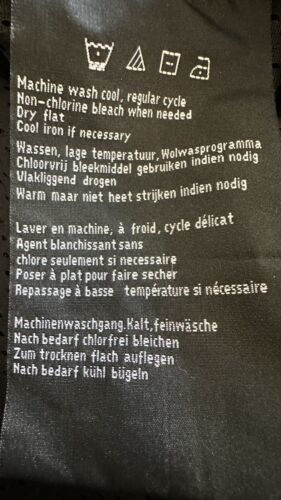 Machine wash cool, regular cycle
Non-chlorine bleach when needed
Dry flat
Cool iron if necessary
Wassen, lage temperatuur, Wolwasprogramma
Chloorvrij bleekmiddel gebruiken indien nodig
Vlakliggend drogen
Warm maar niet heet strijken indien nodig
Laver en machine, à froid, cycle délicat
Agent blanchissant sans
chlore seulement si necessaire
Poser à plat pour faire secher
Repassage à basse température si nécessaire
Machinenwaschgang.Kalt,feinwäsche
Nach bedarf chlorfrei bleichen
Zum trocknen flach auflegen
Nach bedarf kühl bügeln